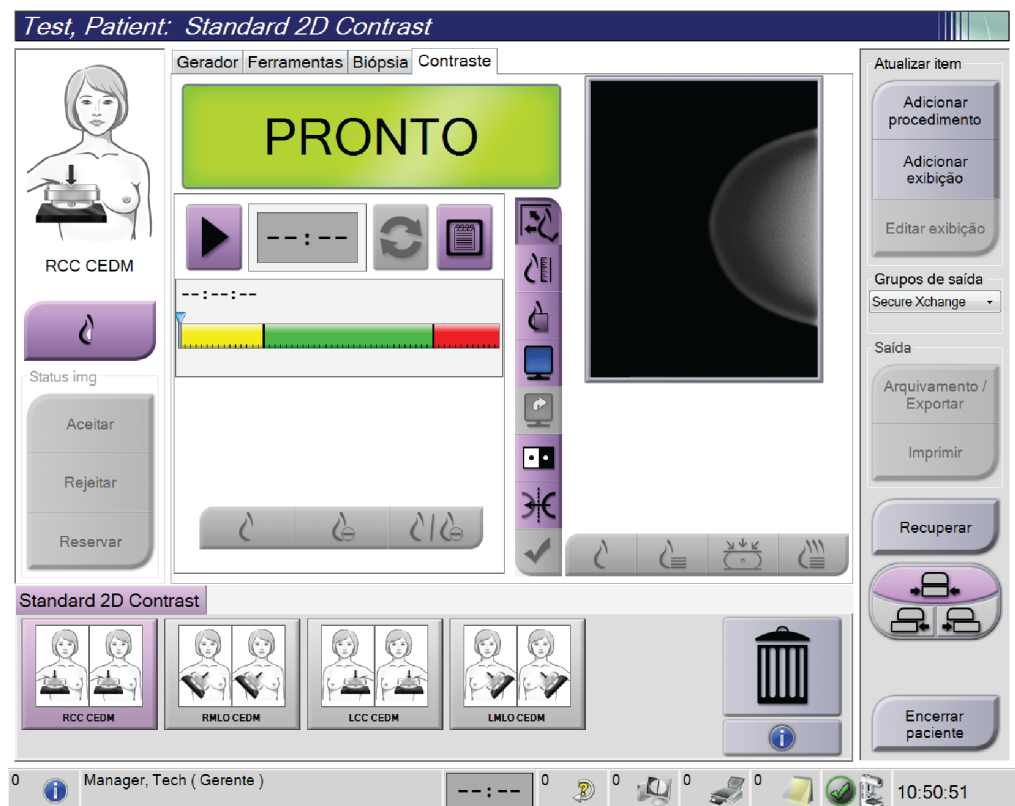 Test, Patient: Standard 2D Contrast
Gerador Ferramentas Biópsia Contraste
PRONTO
--:--
--:--:--
RCC CEDM
Status img
Aceitar
Rejeitar
Reservar
Atualizar item
Adicionar
procedimento
Adicionar
exibição
Editar exibição
Grupos de saída
Secure Xchange
Saída
Arquivamento /
Exportar
Imprimir
Recuperar
Encerrar
paciente
Standard 2D Contrast
RCC CEDM
RMLO CEDM
LCC CEDM
LMLO CEDM
0 Manager, Tech ( Gerente ) --:-- 0 0 0 0 10:50:51